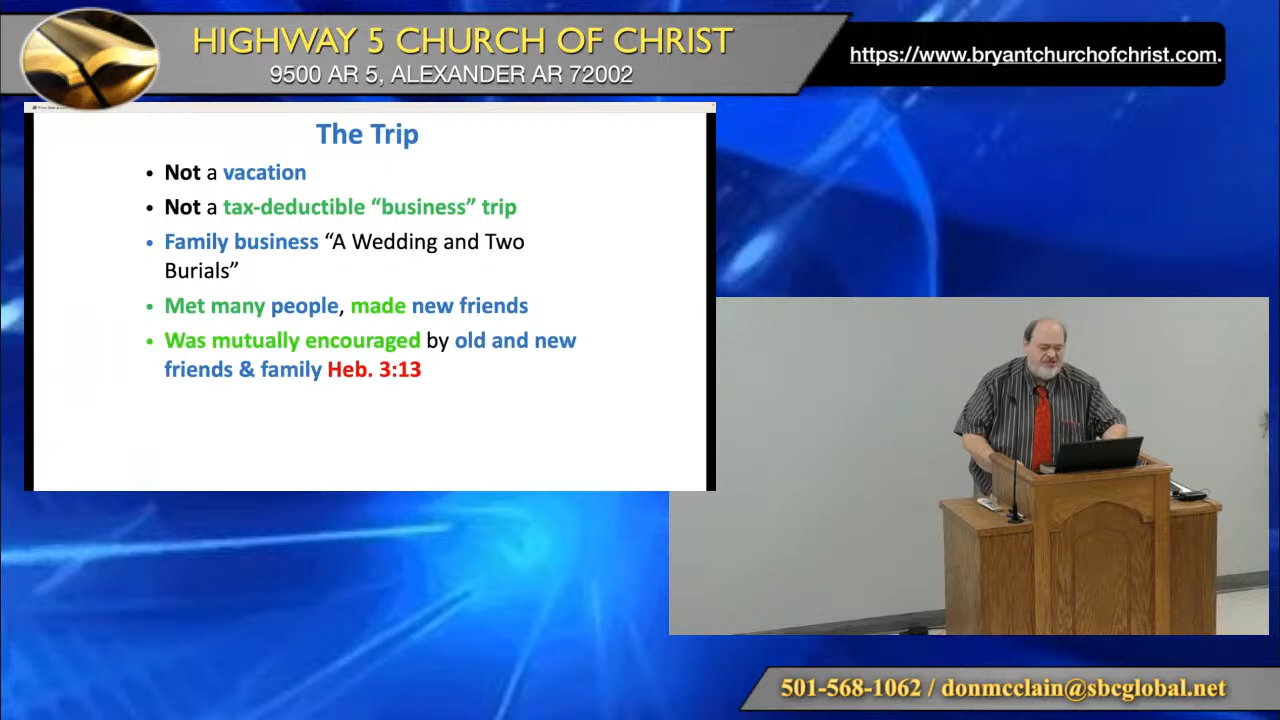 HIGHWAY 5 CHURCH OF CHRIST
9500 AR 5, ALEXANDER AR 72002
https://www.bryantchurchofchrist.com.
The Trip
• Not a vacation
• Not a tax-deductible “business” trip
• Family business “A Wedding and Two
Burials”
• Met many people, made new friends
• Was mutually encouraged by old and new
friends & family Heb. 3:13
501-568-1062 / donmcclain@sbcglobal.net